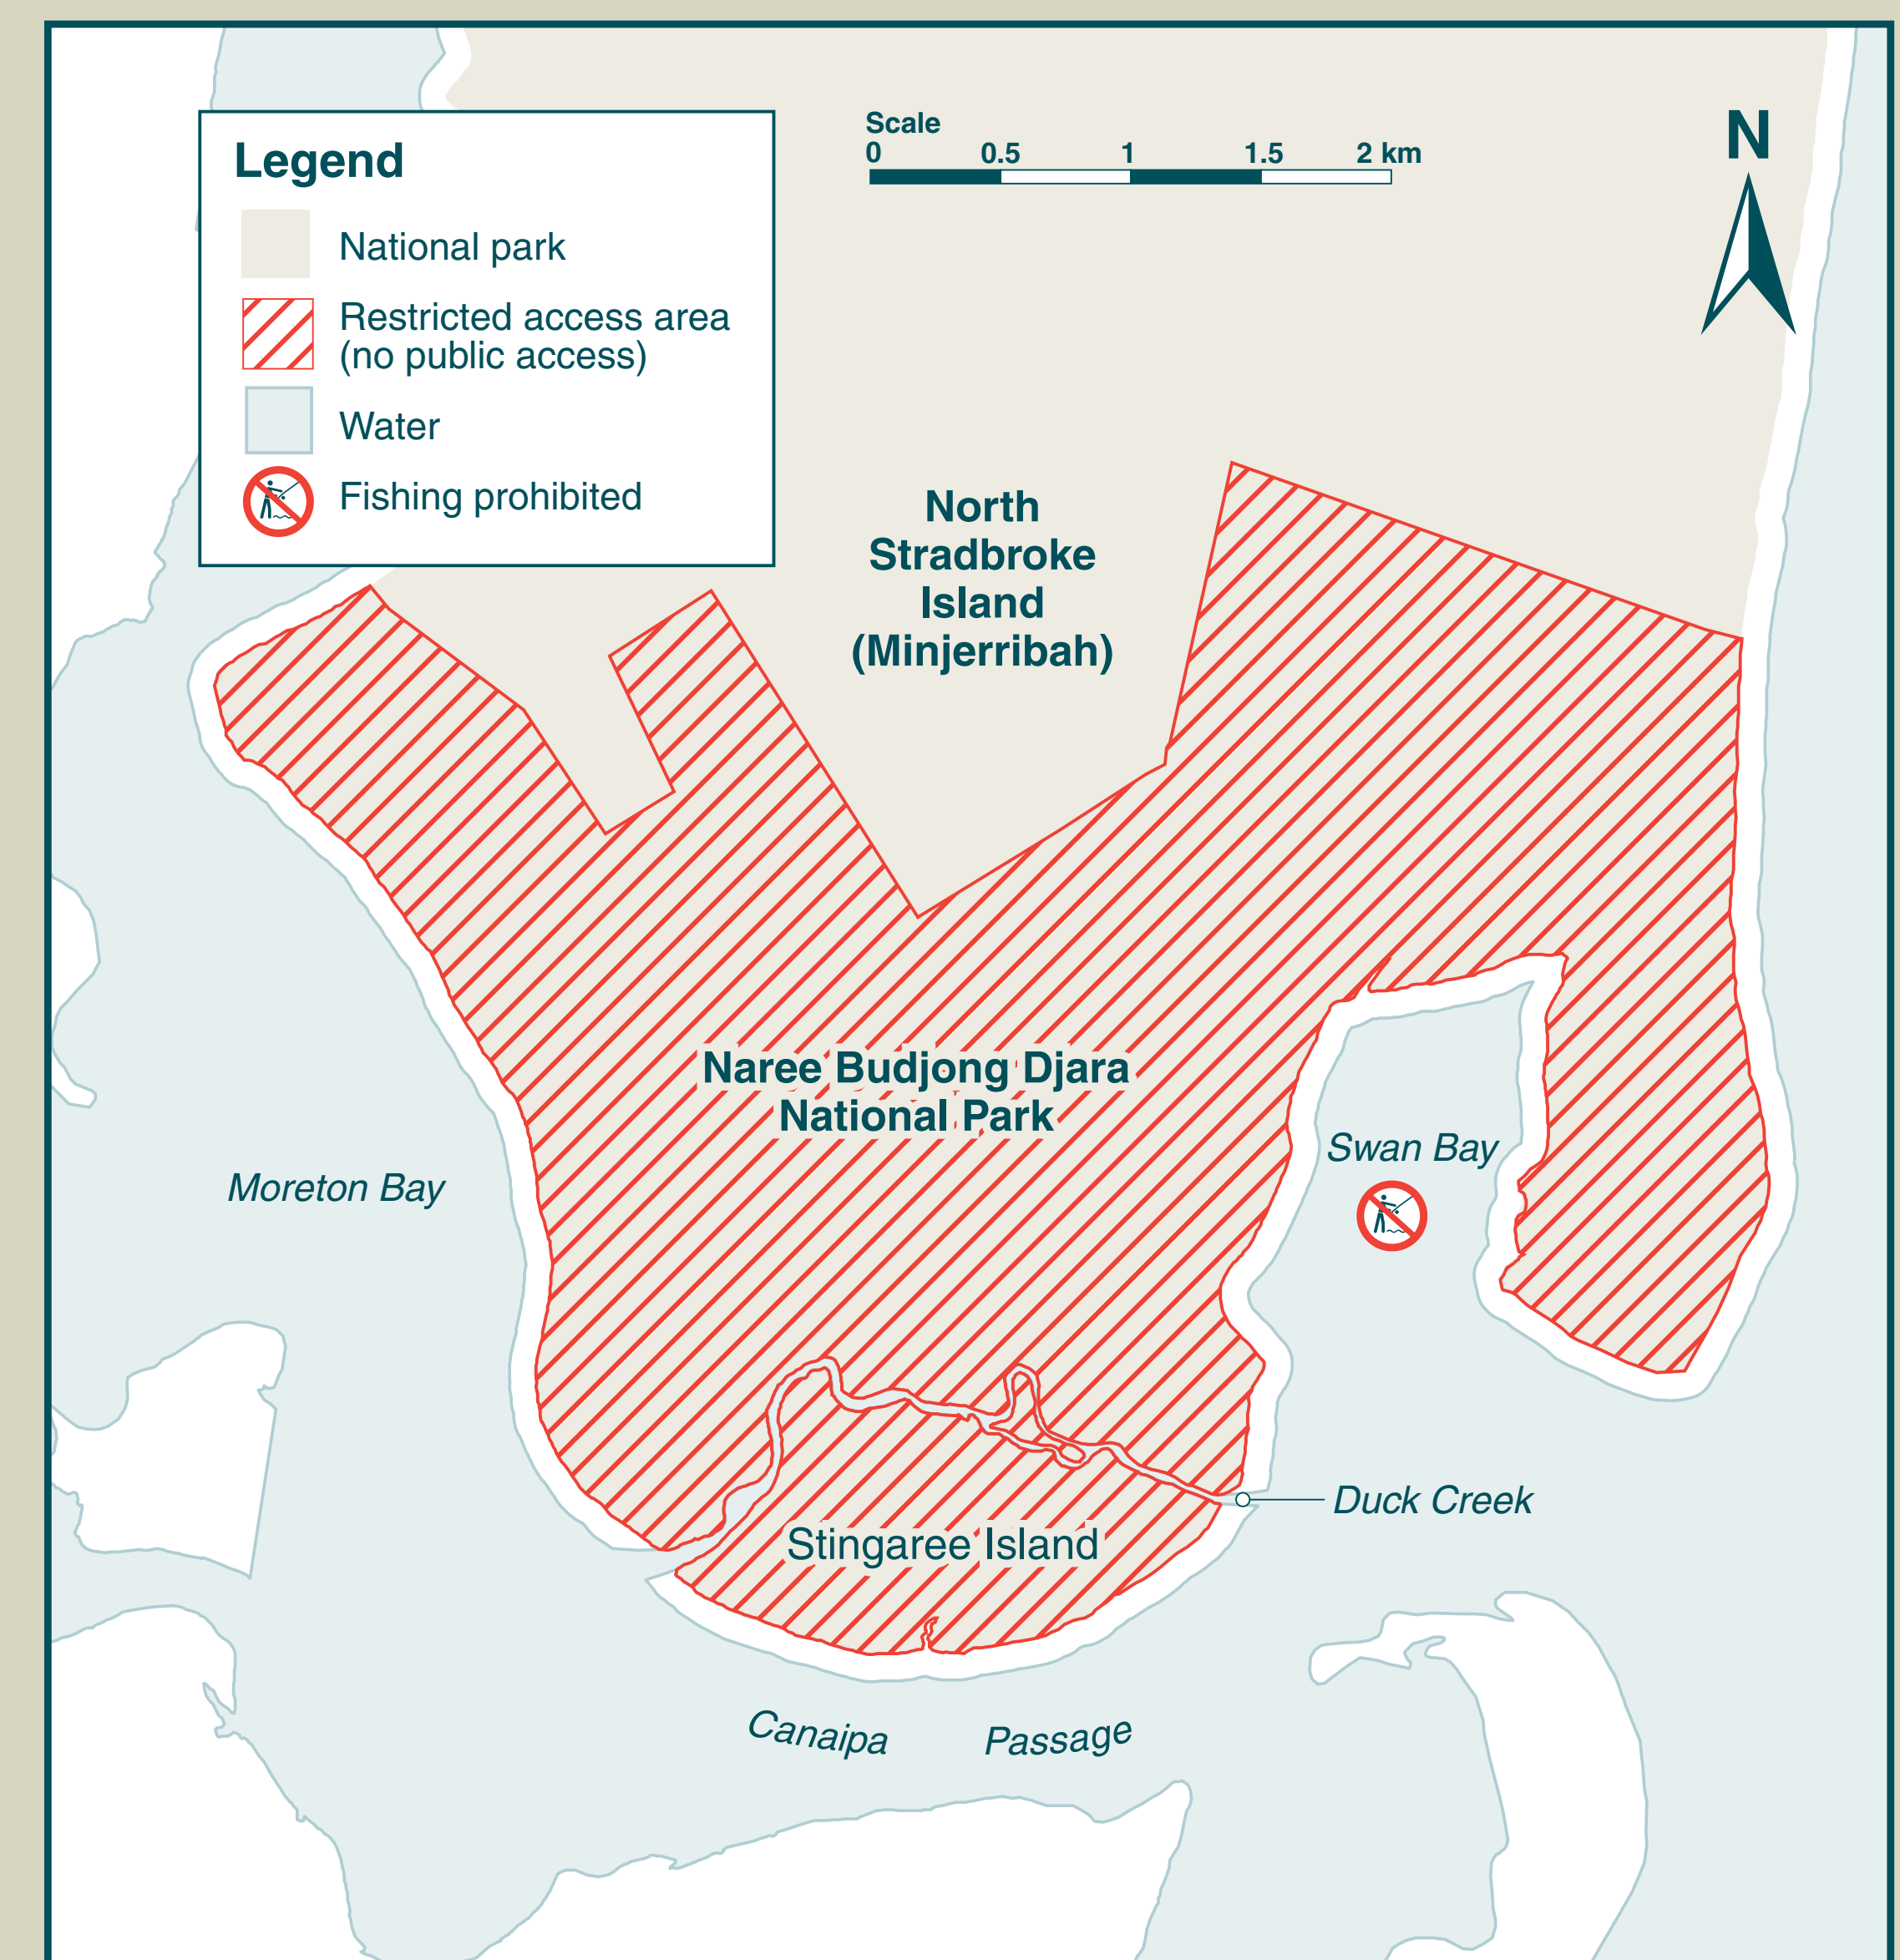 Legend
National park
Restricted access area
(no public access)
Water
Fishing prohibited
Scale
0 0.5 1 1.5 2 km
N
North
Stradbroke
Island
(Minjerribah)
Naree Budjong Djara
National Park
Swan Bay
Moreton Bay
Duck Creek
Stingaree Island
Canaipa Passage